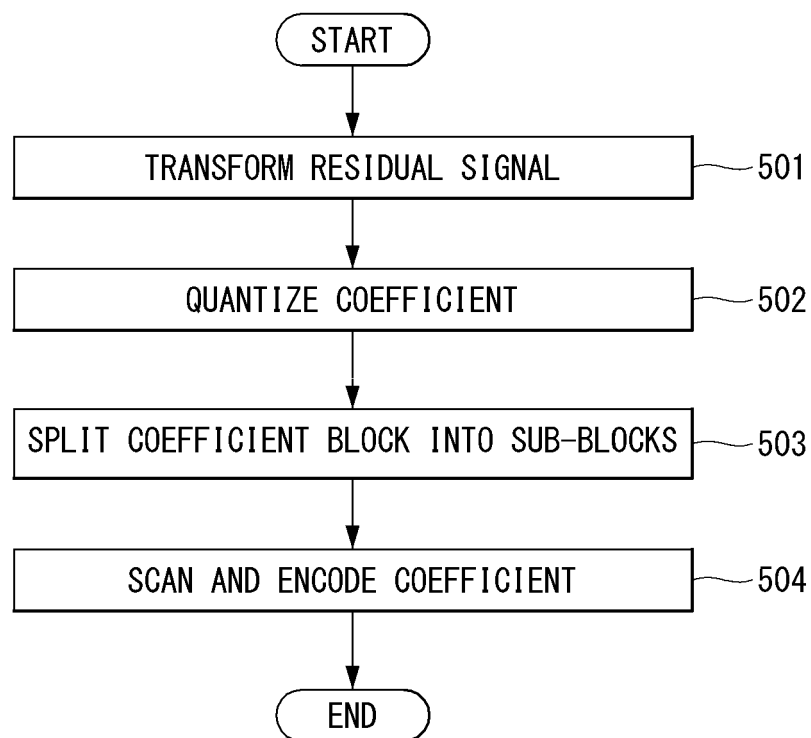 START
TRANSFORM RESIDUAL SIGNAL
501
QUANTIZE COEFFICIENT
502
SPLIT COEFFICIENT BLOCK INTO SUB-BLOCKS
503
SCAN AND ENCODE COEFFICIENT
504
END